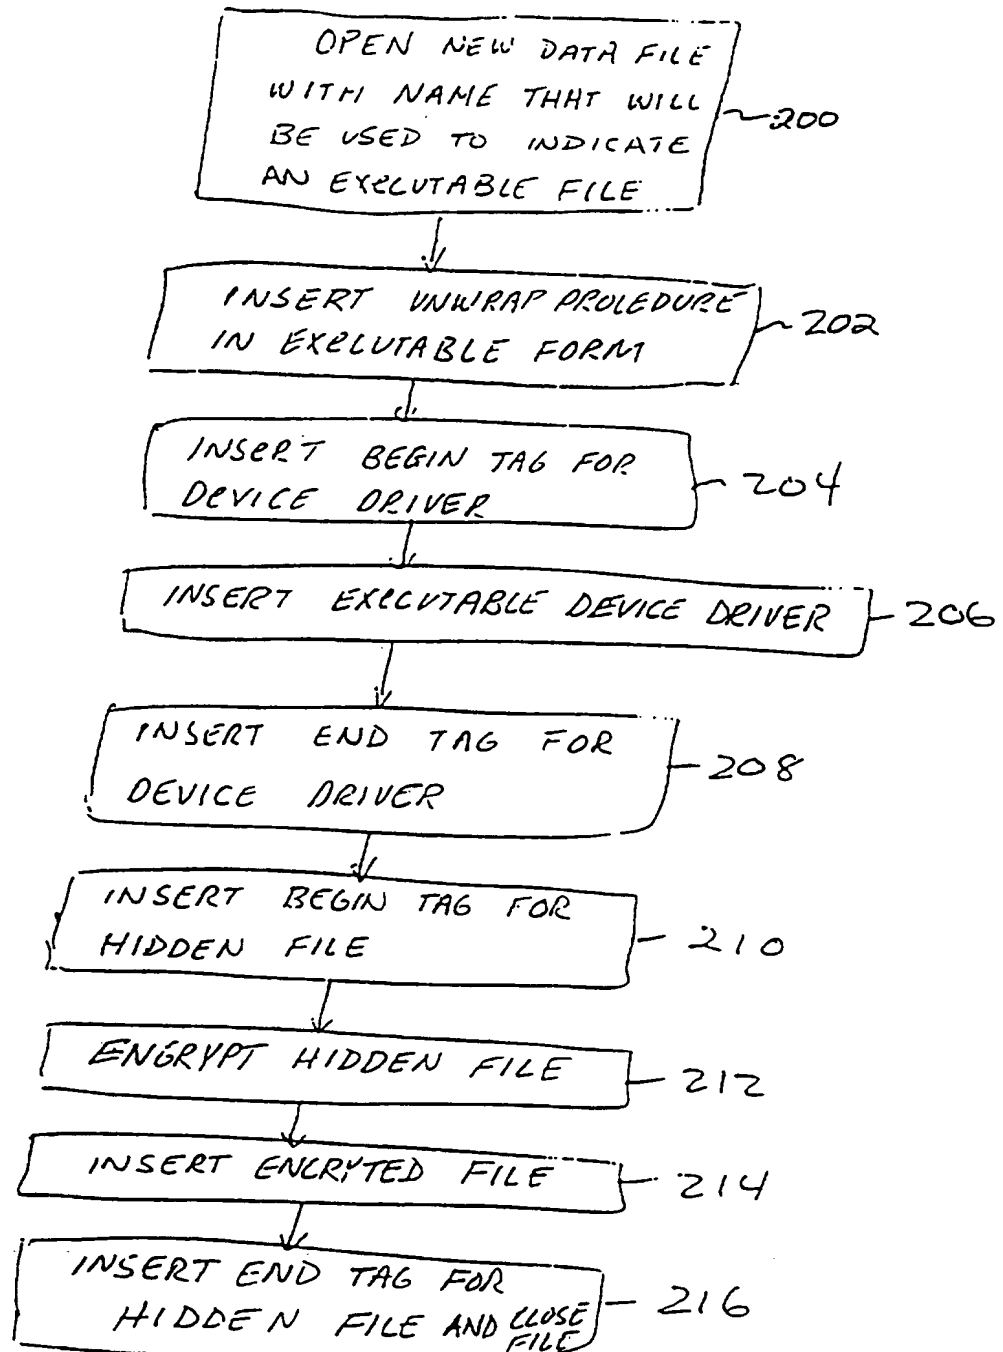 OPEN NEW DATA FILE
WITH NAME THAT WILL
BE USED TO INDICATE
AN EXECUTABLE FILE
200
INSERT UNWRAP PROCEDURE
IN EXECUTABLE FORM
202
INSERT BEGIN TAG FOR
DEVICE DRIVER
204
INSERT EXECUTABLE DEVICE DRIVER
206
INSERT END TAG FOR
DEVICE DRIVER
208
INSERT BEGIN TAG FOR
HIDDEN FILE
210
ENCRYPT HIDDEN FILE
212
INSERT ENCRYTED FILE
214
INSERT END TAG FOR
HIDDEN FILE AND CLOSE
FILE
216